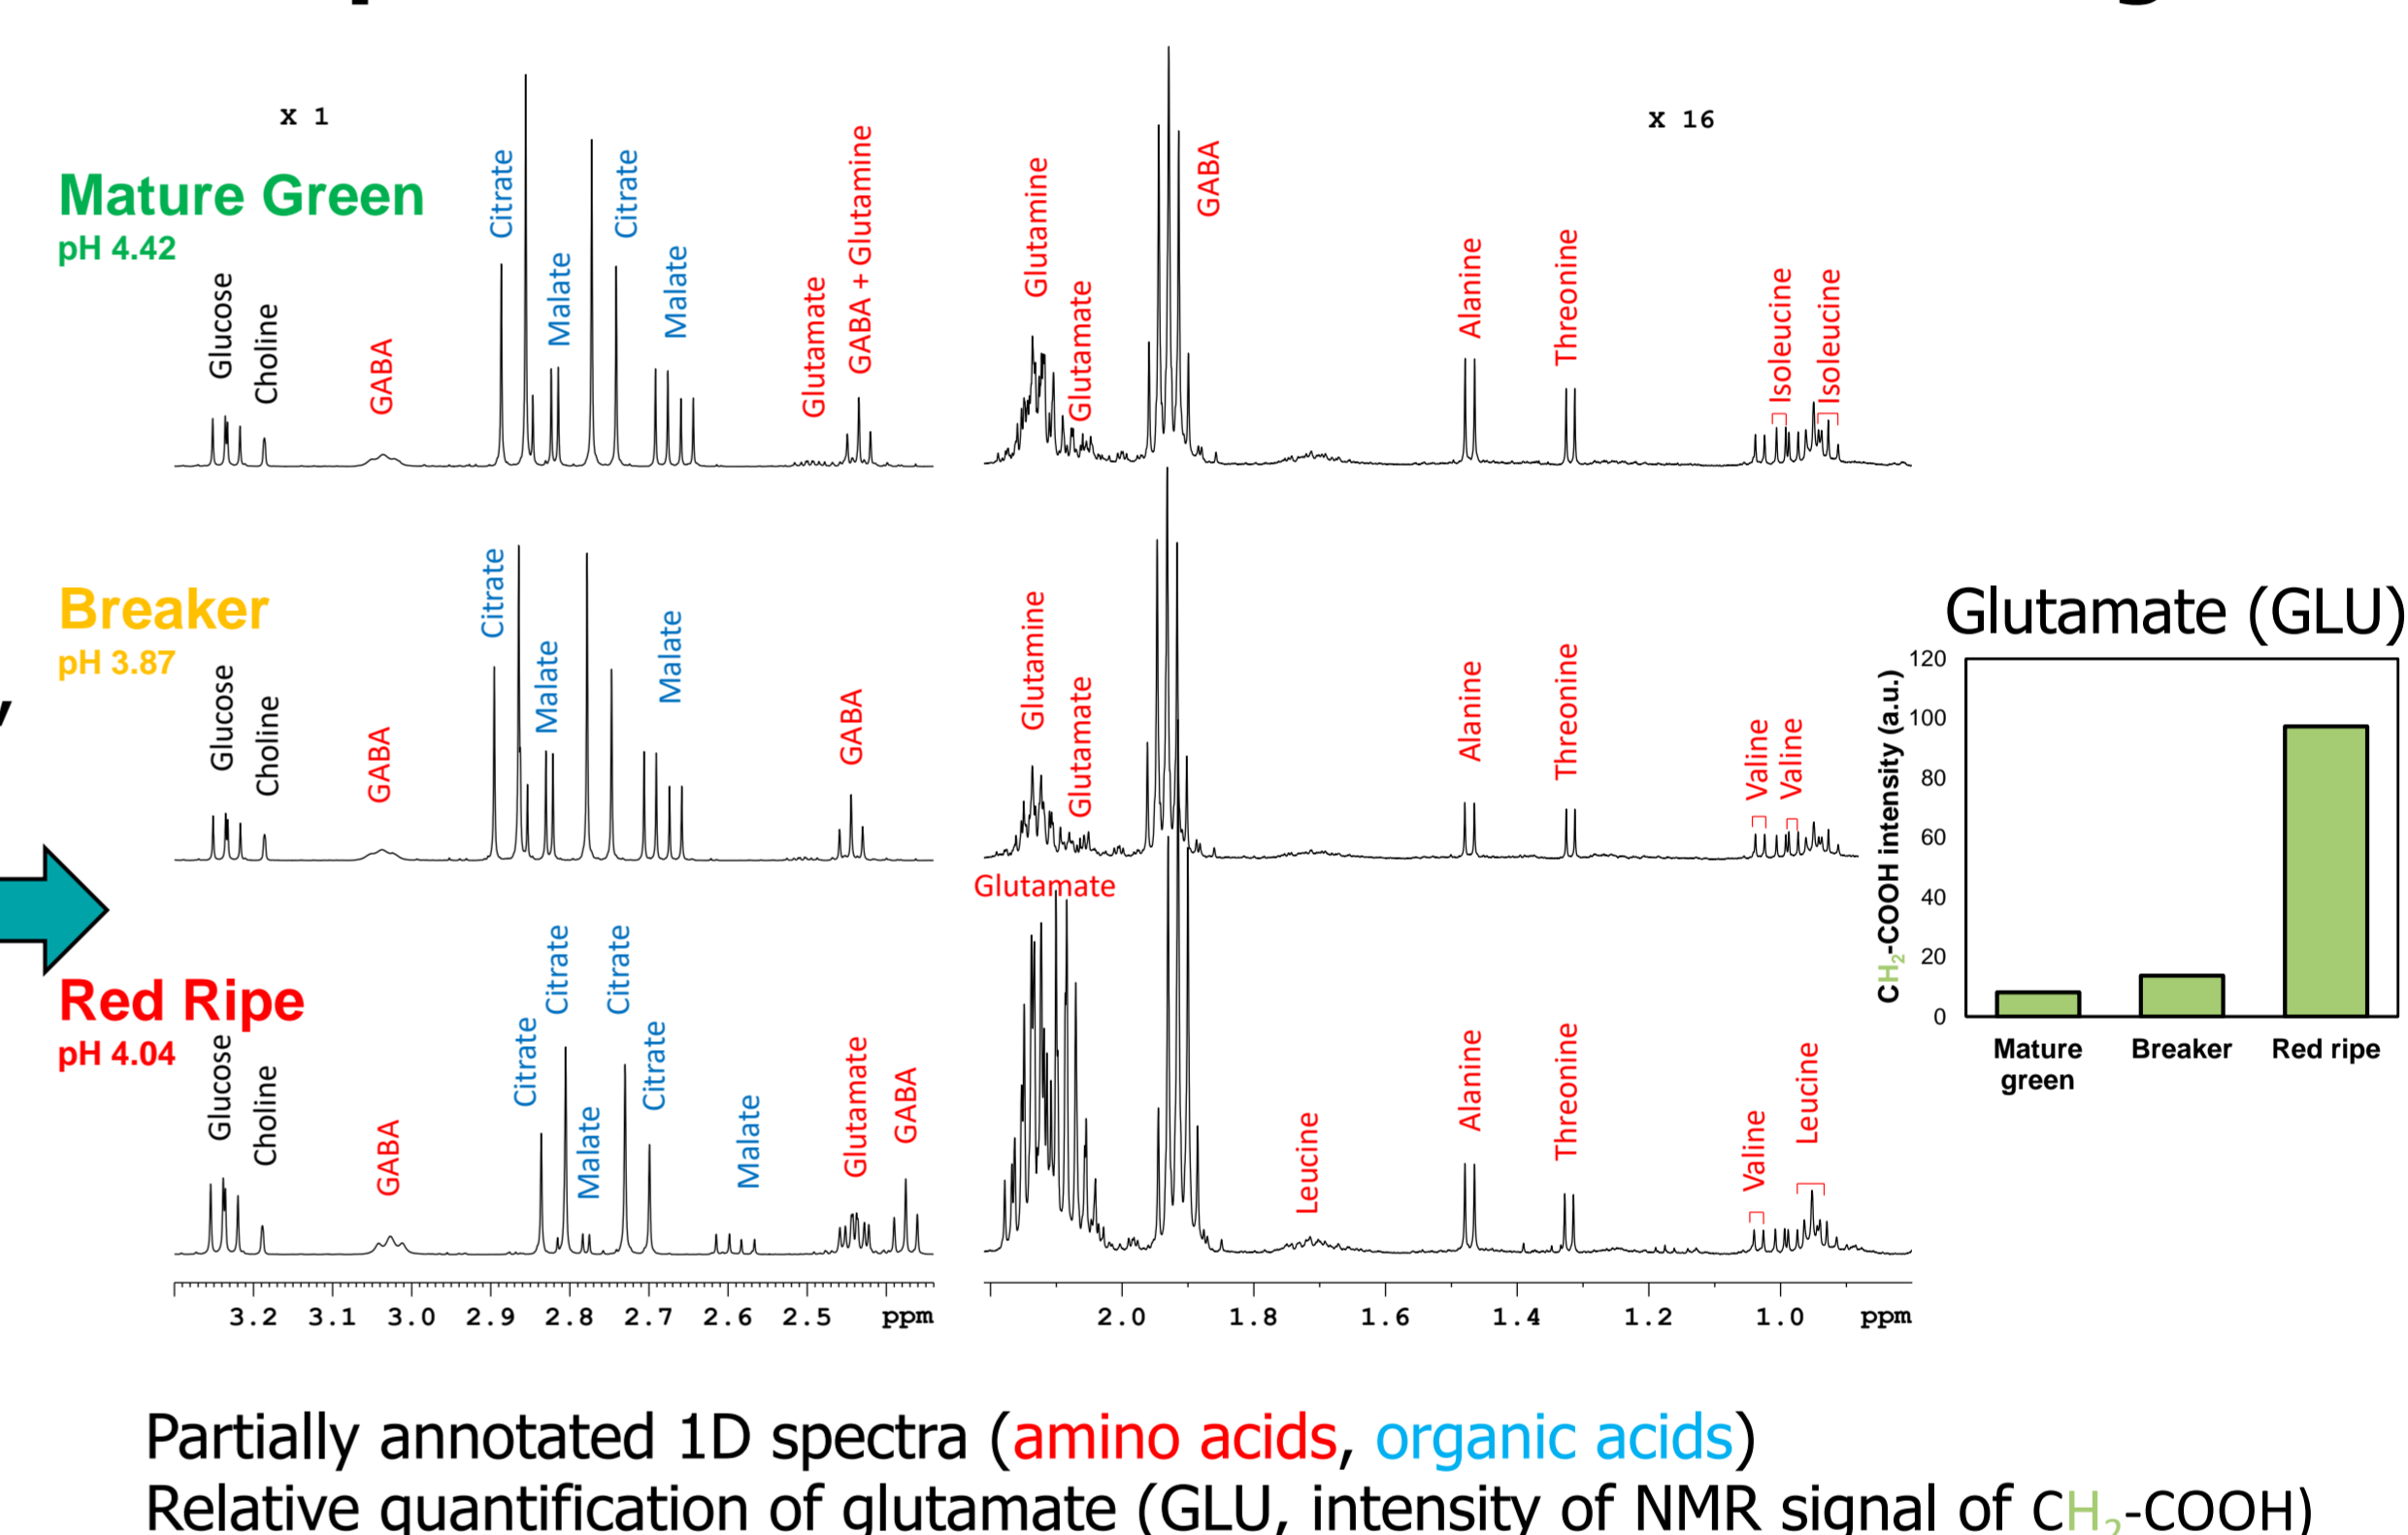 x 1
x 16
Mature Green
pH 4.42
Glucose
Choline
GABA
Citrate
Malate
Citrate
Malate
Glutamate
GABA + Glutamine
Glutamine
Glutamate
GABA
Alanine
Threonine
Isoleucine
Isoleucine
Breaker
pH 3.87
Glucose
Choline
GABA
Citrate
Malate
Malate
GABA
Glutamine
Glutamate
Alanine
Threonine
Valine
Valine
Red Ripe
pH 4.04
Glucose
Choline
GABA
Citrate
Citrate
Malate
Citrate
Citrate
Malate
Glutamate
GABA
Glutamate
Leucine
Alanine
Threonine
Valine
Leucine
3.2 3.1 3.0 2.9 2.8 2.7 2.6 2.5 ppm
2.0 1.8 1.6 1.4 1.2 1.0 ppm
Glutamate (GLU)
CH₂-COOH intensity (a.u.)
120
100
80
60
40
20
0
Mature green
Breaker
Red ripe
Partially annotated 1D spectra (amino acids, organic acids)
Relative quantification of glutamate (GLU, intensity of NMR signal of CH₂-COOH)